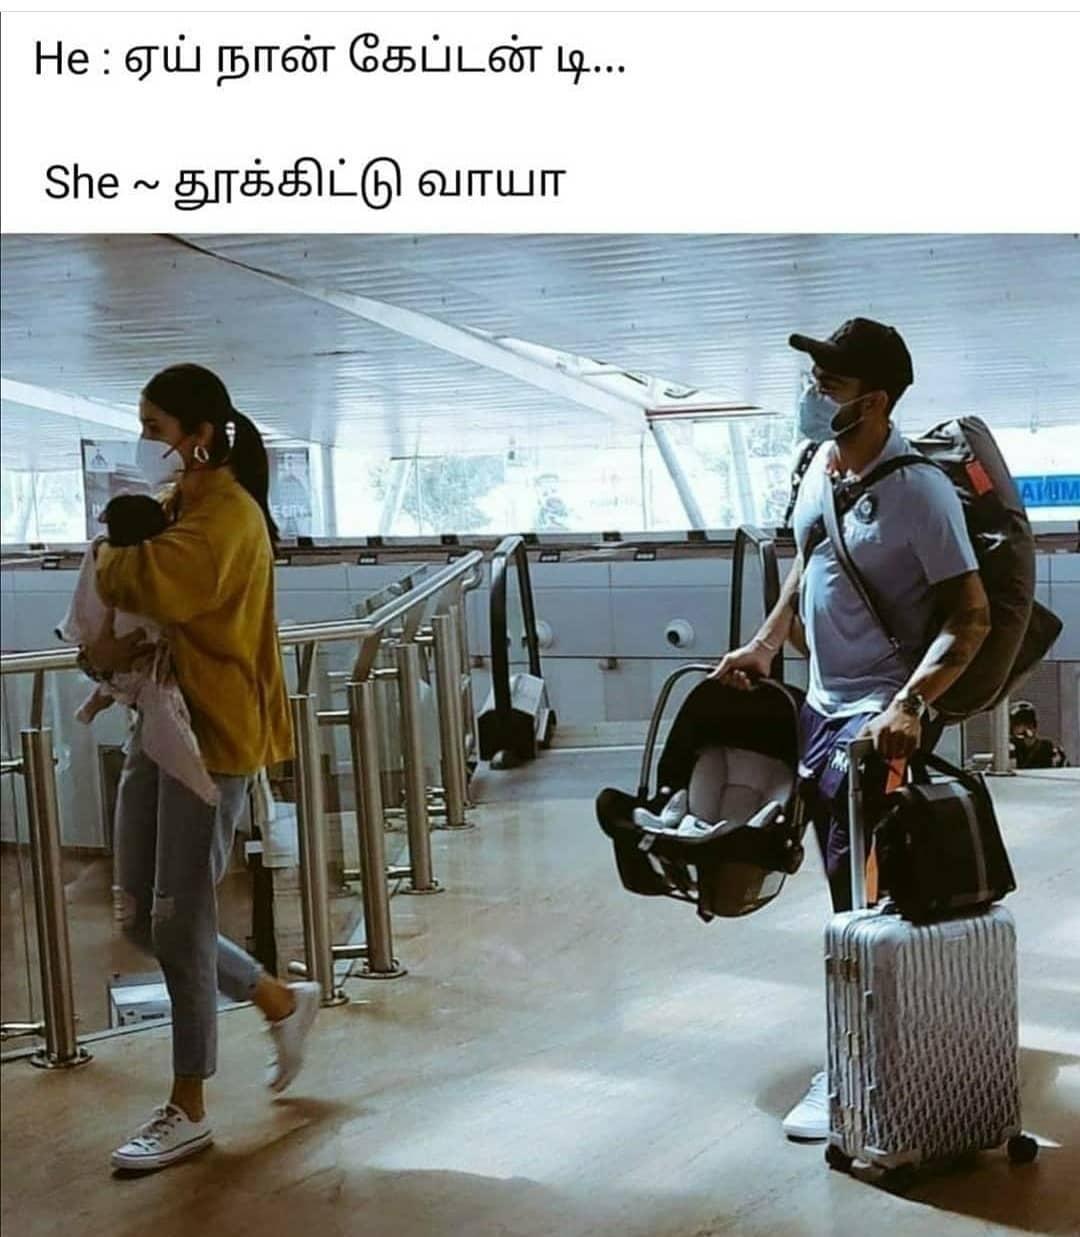 He : ஏய் நான் கேப்டன் டி...
She ~ தூக்கிட்டு வாயா